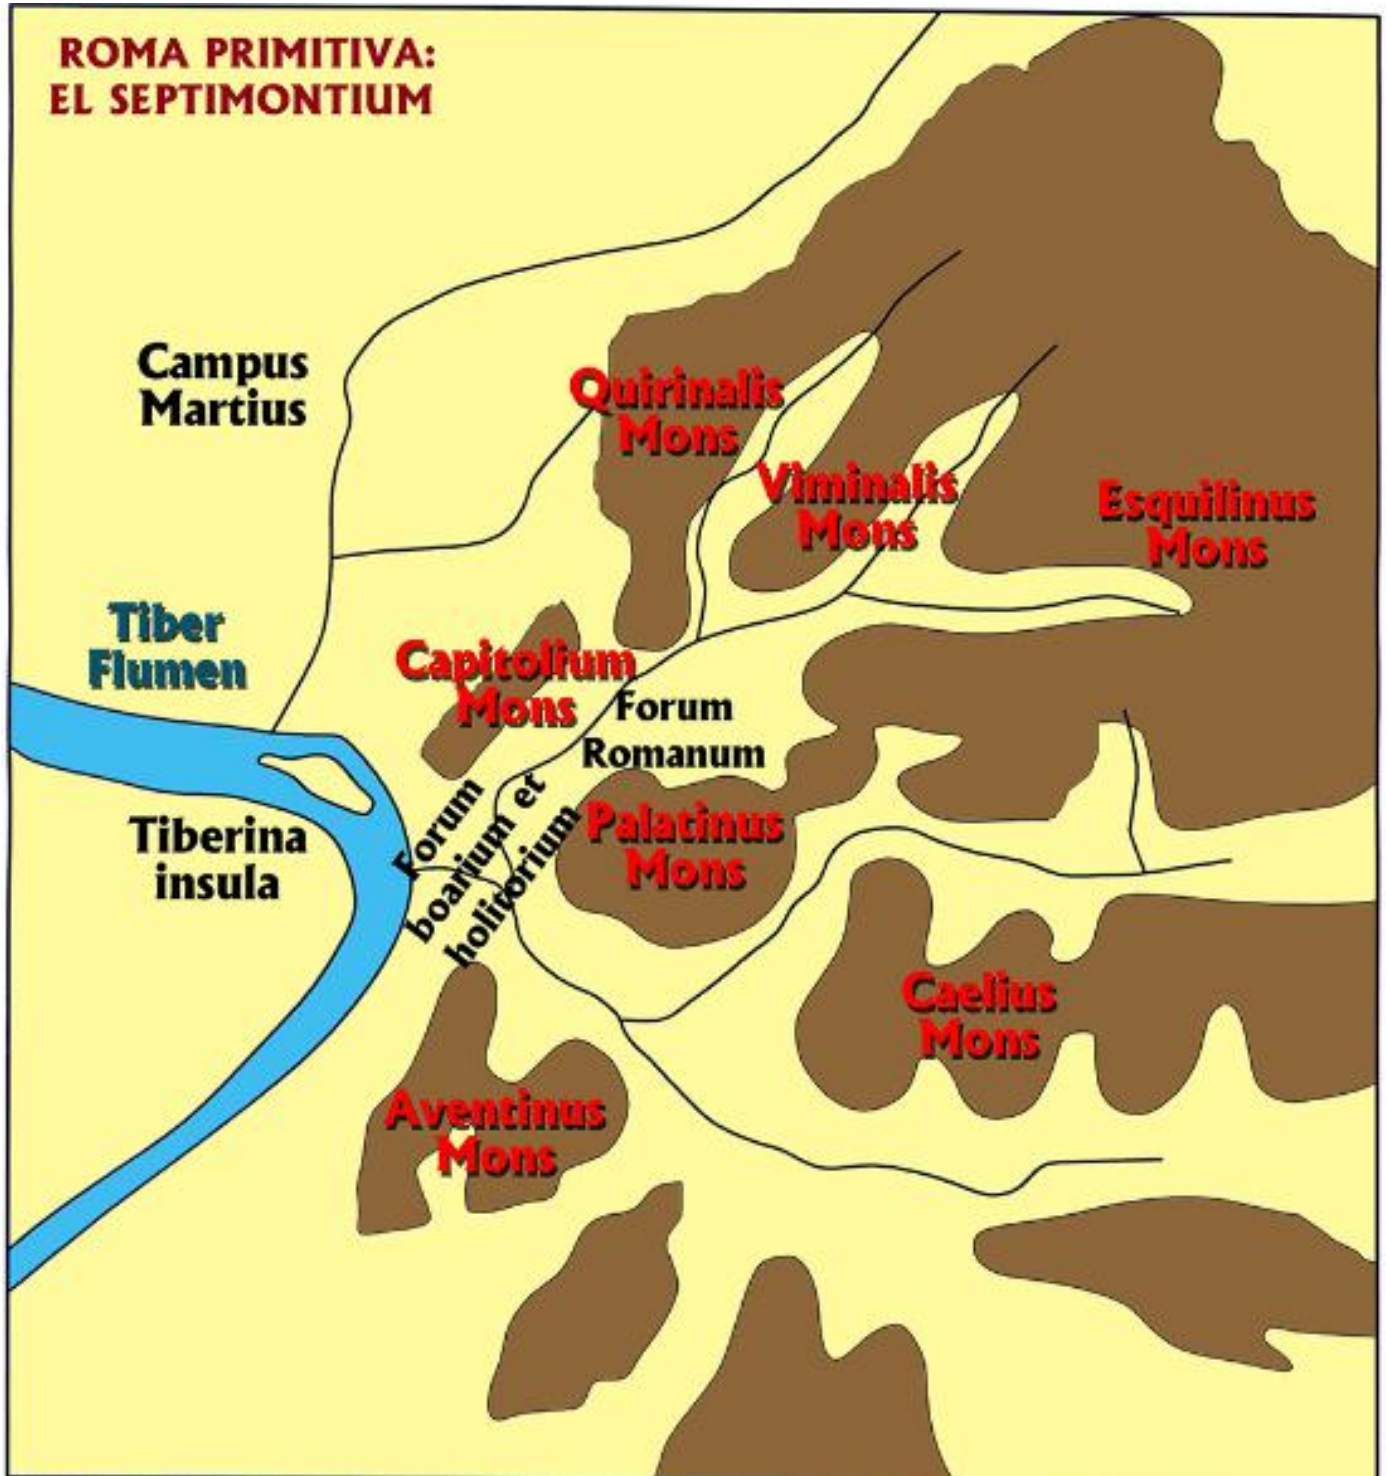 ROMA PRIMITIVA:
EL SEPTIMONTIUM
Campus
Martius
Quirinalis
Mons
Viminalis
Mons
Esquilinus
Mons
Tiber
Flumen
Capitolium
Mons
Forum
Romanum
Forum
boarium et
holitorium
Palatinus
Mons
Tiberina
insula
Caelius
Mons
Aventinus
Mons